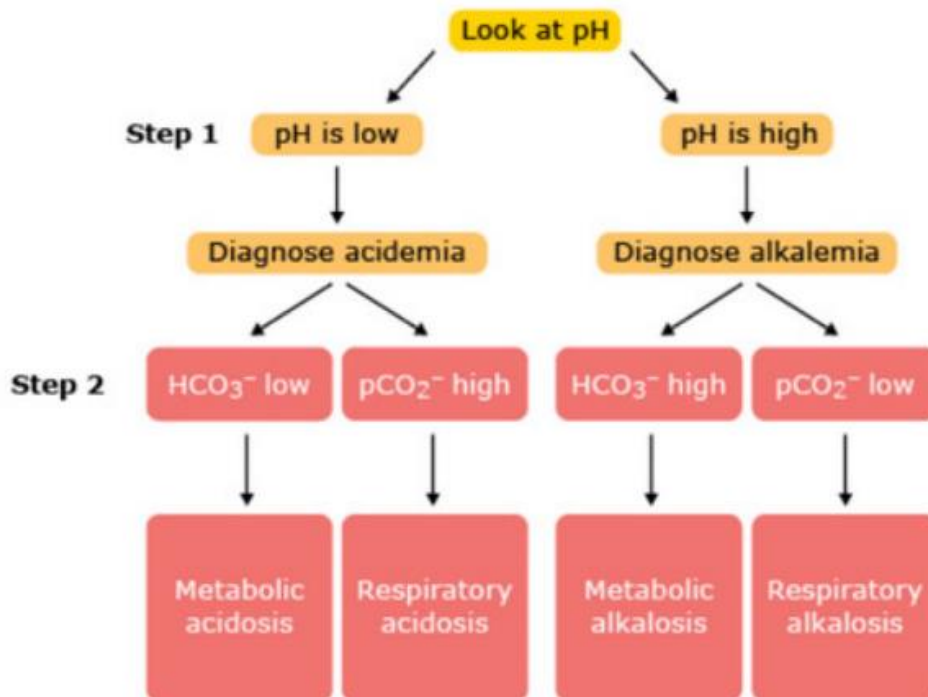 Look at pH
Step 1
pH is low
pH is high
Diagnose acidemia
Diagnose alkalemia
Step 2
HCO₃⁻ low
pCO₂⁻ high
HCO₃⁻ high
pCO₂⁻ low
Metabolic
acidosis
Respiratory
acidosis
Metabolic
alkalosis
Respiratory
alkalosis